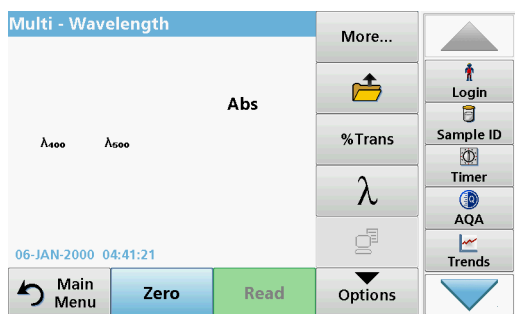 Multi - Wavelength
More...
Login
Abs
Sample ID
%Trans
λ400 λ500
Timer
λ
AQA
06-JAN-2000 04:41:21
Trends
Main
Menu
Zero
Read
Options